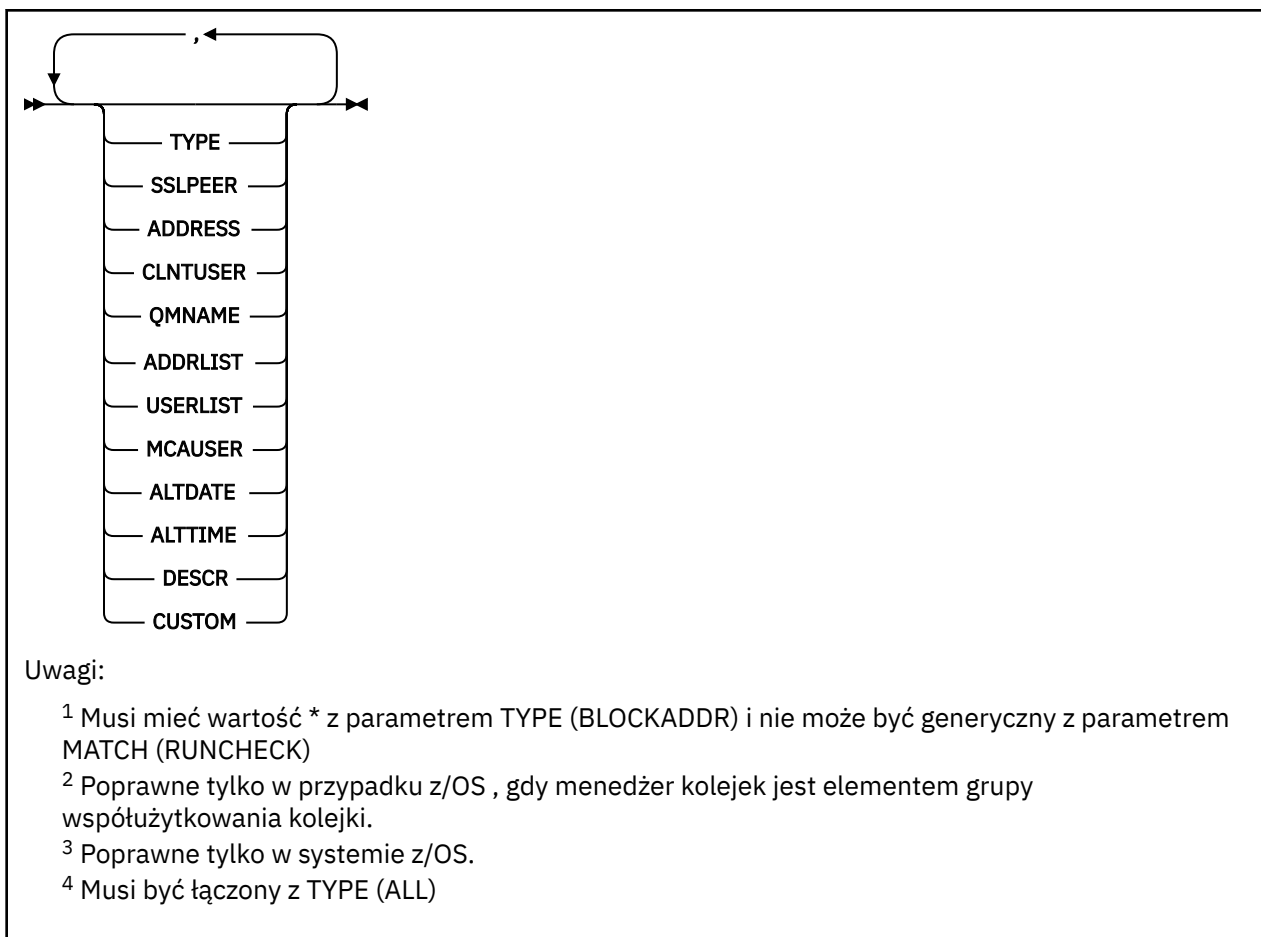 ,
TYPE
SSLPEER
ADDRESS
CLNTUSER
QMNAME
ADDRLIST
USERLIST
MCAUSER
ALTDATE
ALTTIME
DESCR
CUSTOM
Uwagi:
1 Musi mieć wartość * z parametrem TYPE (BLOCKADDR) i nie może być generyczny z parametrem
MATCH (RUNCHECK)
2 Poprawne tylko w przypadku z/OS , gdy menedżer kolejek jest elementem grupy
współużytkowania kolejki.
3 Poprawne tylko w systemie z/OS.
4 Musi być łączony z TYPE (ALL)